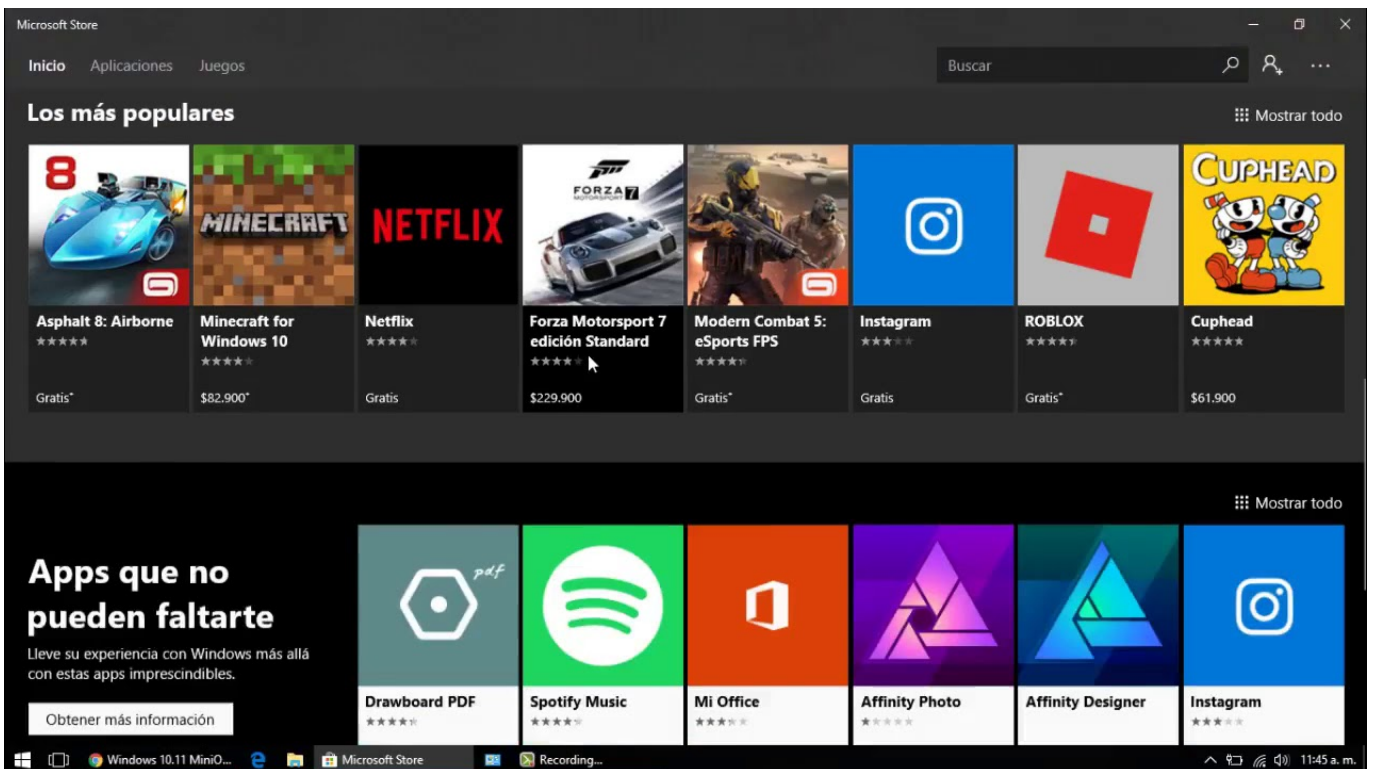 Microsoft Store
Inicio Aplicaciones Juegos Buscar
Los más populares Mostrar todo
8
MINECRAFT
NETFLIX
FORZA 7
MOTORSPORT
CUPHEAD
Asphalt 8: Airborne
Gratis*
Minecraft for
Windows 10
$82.900*
Netflix
Gratis
Forza Motorsport 7
edición Standard
$229.900
Modern Combat 5:
eSports FPS
Gratis*
Instagram
Gratis
ROBLOX
Gratis*
Cuphead
$61.900
Mostrar todo
Apps que no
pueden faltarte
Lleve su experiencia con Windows más allá
con estas apps imprescindibles.
Obtener más información
pdf
Drawboard PDF
Spotify Music
Mi Office
Affinity Photo
Affinity Designer
Instagram
Windows 10.11 MiniO... Microsoft Store Recording... 11:45 a. m.